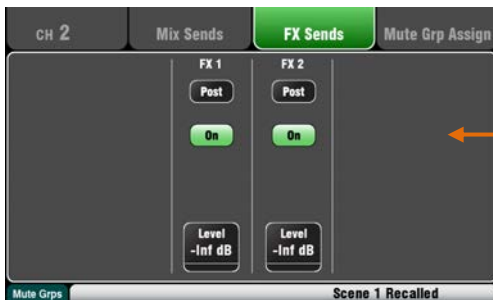 CH 2 Mix Sends FX Sends Mute Grp Assign
FX 1 FX 2
Post Post
On On
Level Level
-Inf dB -Inf dB
Mute Grps Scene 1 Recalled